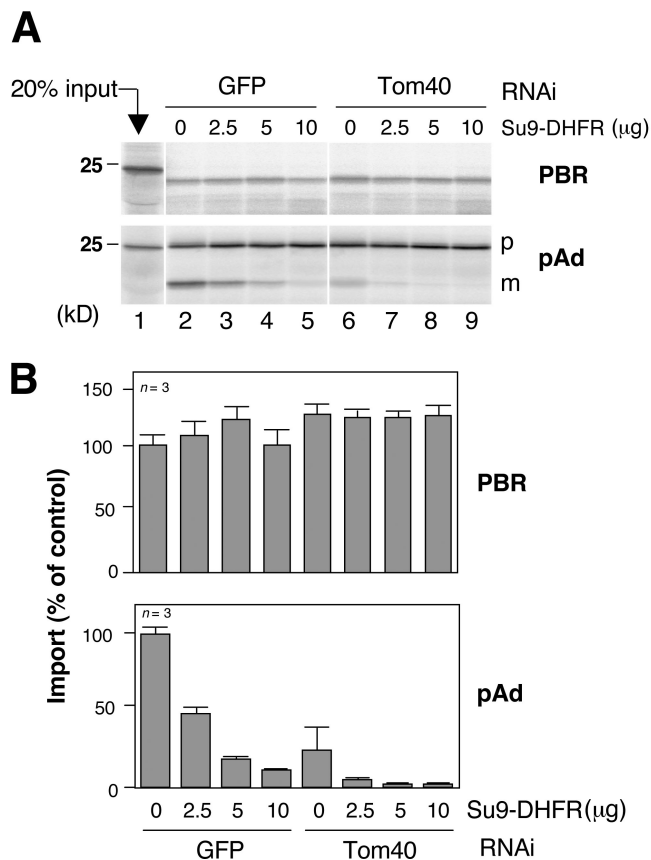 A
20% input
GFP Tom40 RNAi
0 2.5 5 10 0 2.5 5 10 Su9-DHFR (μg)
25 PBR
25 p pAd
m
(kD) 1 2 3 4 5 6 7 8 9
B
Import (% of control)
150
n = 3
100
PBR
50
0
n = 3
100
pAd
50
0
0 2.5 5 10 0 2.5 5 10 Su9-DHFR(μg)
GFP Tom40 RNAi